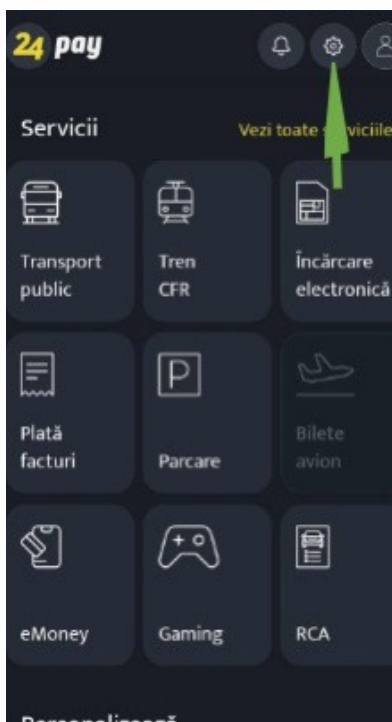 24 pay
Servicii
Vezi toate serviciile
Transport
public
Tren
CFR
Încărcare
electronică
Plată
facturi
P
Parcare
Bilete
avion
eMoney
Gaming
RCA